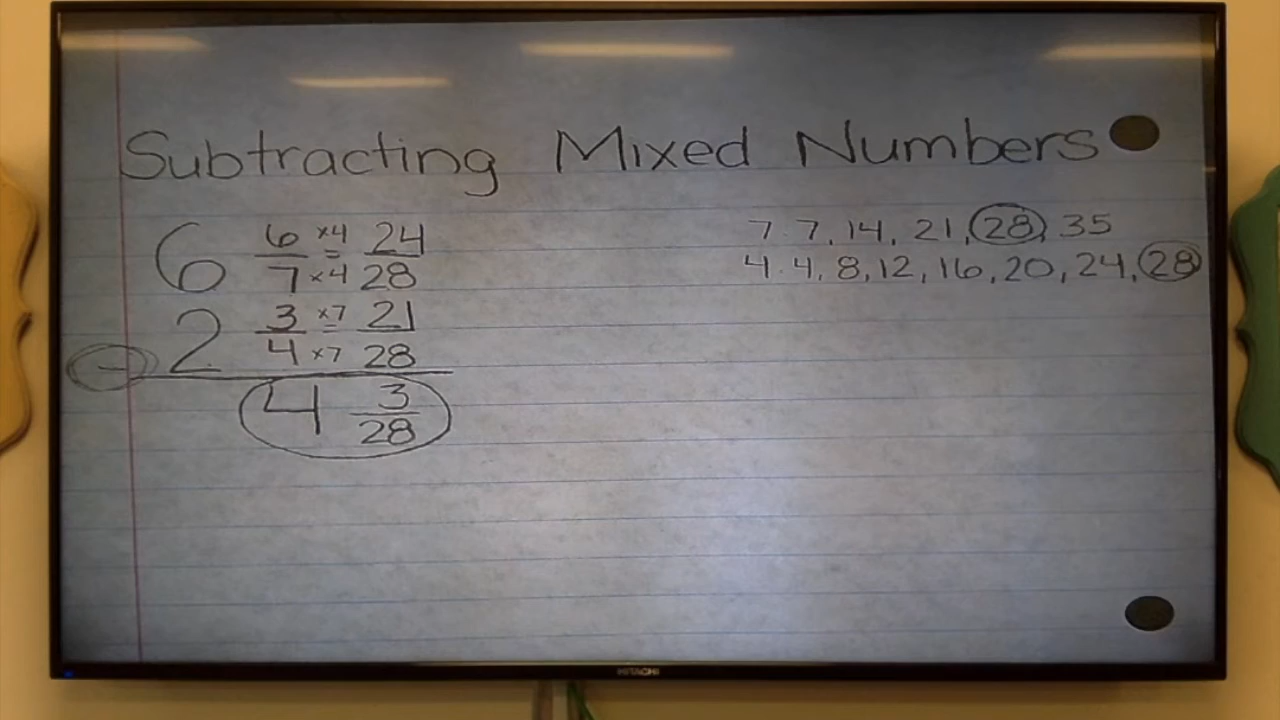 Subtracting Mixed Numbers
7. 7, 14, 21, 28, 35
4. 4, 8, 12, 16, 20, 24, 28
6 6/7 ×4/×4 = 24/28
- 2 3/4 ×7/×7 = 21/28
4 3/28
HITACHI